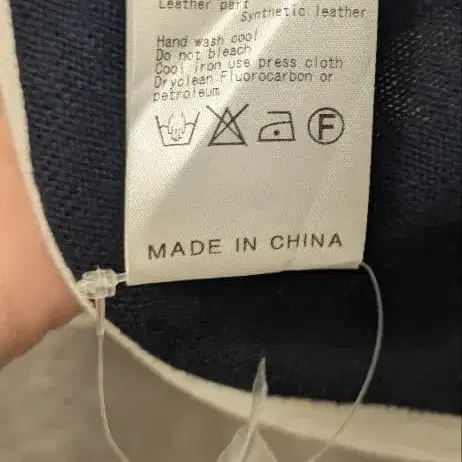 Leather part
Synthetic leather
Hand wash cool
Do not bleach
Cool iron use press cloth
Dryclean Fluorocarbon or
petroleum
F
MADE IN CHINA